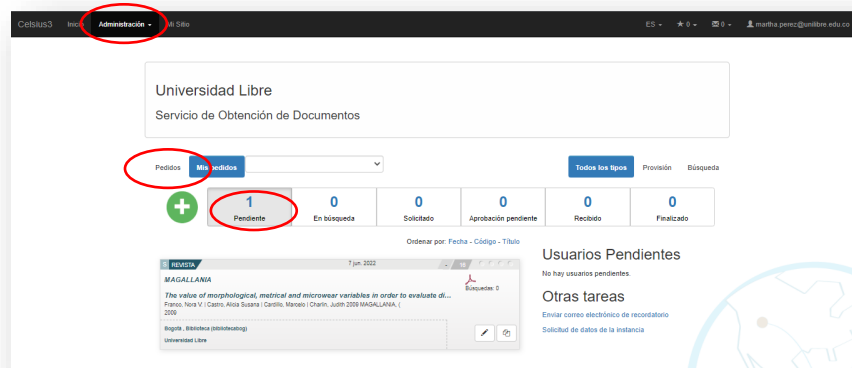 Celsius3 Inicio Administración Mi Sitio ES 0 0 martha.perez@unilibre.edu.co
Universidad Libre
Servicio de Obtención de Documentos
Pedidos Mis pedidos Todos los tipos Provisión Búsqueda
1 0 0 0 0 0
Pendiente En búsqueda Solicitado Aprobación pendiente Recibido Finalizado
Ordenar por: Fecha - Código - Título
S REVISTA 7 jun. 2022
MAGALLANIA
Búsquedas: 0
The value of morphological, metrical and microwear variables in order to evaluate di...
Franco, Nora V. | Castro, Alicia Susana | Cardillo, Marcelo | Charlin, Judith 2009 MAGALLANIA, (
2009
Bogotá , Biblioteca (bibliotecabog)
Universidad Libre
Usuarios Pendientes
No hay usuarios pendientes.
Otras tareas
Enviar correo electrónico de recordatorio
Solicitud de datos de la instancia